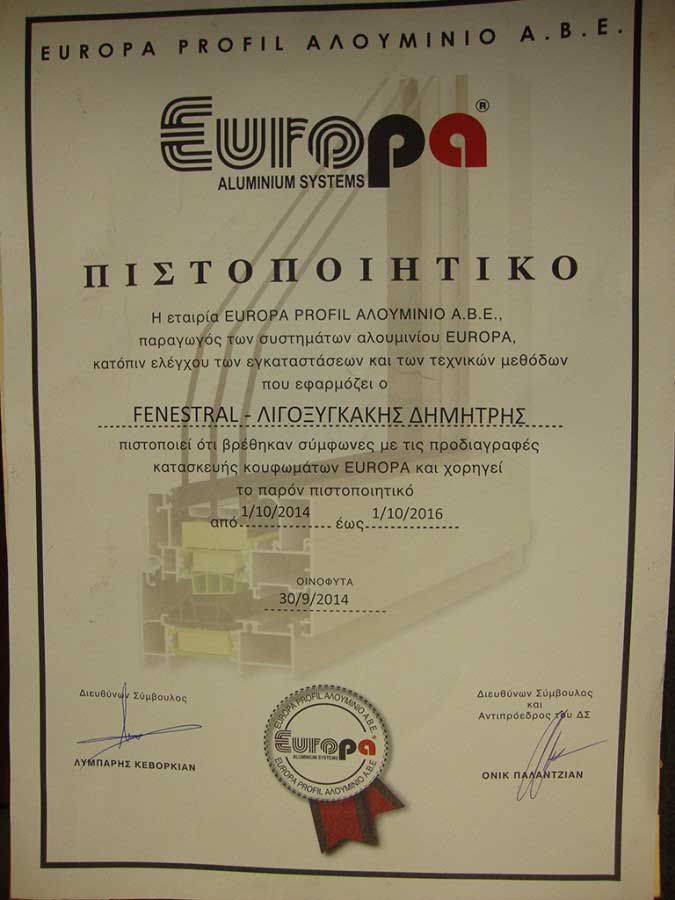 EUROPA PROFIL ΑΛΟΥΜΙΝΙΟ Α.Β.Ε.
Europa®
ALUMINIUM SYSTEMS
ΠΙΣΤΟΠΟΙΗΤΙΚΟ
Η εταιρία EUROPA PROFIL ΑΛΟΥΜΙΝΙΟ Α.Β.Ε.,
παραγωγός των συστημάτων αλουμινίου EUROPA,
κατόπιν ελέγχου των εγκαταστάσεων και των τεχνικών μεθόδων
που εφαρμόζει ο
FENESTRAL - ΛΙΓΟΞΥΓΚΑΚΗΣ ΔΗΜΗΤΡΗΣ
πιστοποιεί ότι βρέθηκαν σύμφωνες με τις προδιαγραφές
κατασκευής κουφωμάτων EUROPA και χορηγεί
το παρόν πιστοποιητικό
από 1/10/2014 έως 1/10/2016
ΟΙΝΟΦΥΤΑ
30/9/2014
Διευθύνων Σύμβουλος
ΛΥΜΠΑΡΗΣ ΚΕΒΟΡΚΙΑΝ
EUROPA PROFIL ΑΛΟΥΜΙΝΙΟ Α.Β.Ε.
Europa
ALUMINIUM SYSTEMS
EUROPA PROFIL ΑΛΟΥΜΙΝΙΟ Α.Β.Ε.
Διευθύνων Σύμβουλος
και
Αντιπρόεδρος του ΔΣ
ΟΝΙΚ ΠΑΛΑΝΤΖΙΑΝ